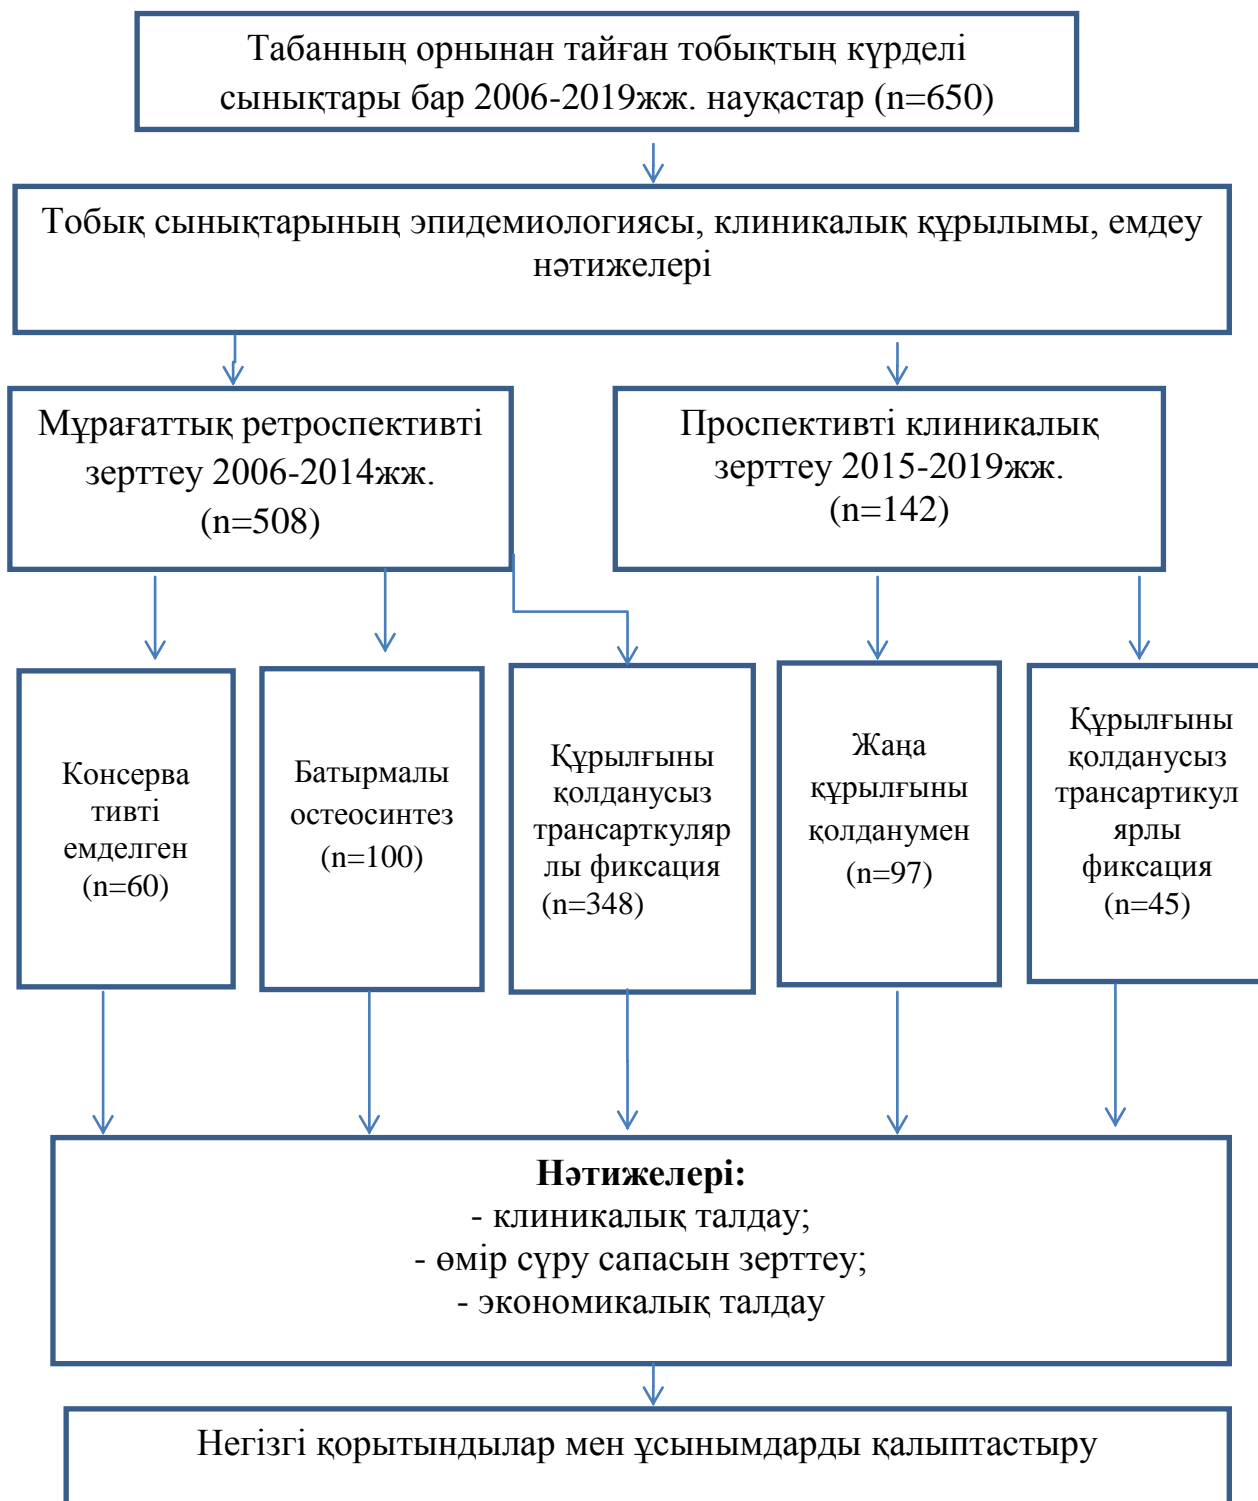 Табанның орнынан тайған тобықтың күрделі
сынықтары бар 2006-2019жж. науқастар (n=650)
Тобық сынықтарының эпидемиологиясы, клиникалық құрылымы, емдеу
нәтижелері
Мұрағаттық ретроспективті
зерттеу 2006-2014жж.
(n=508)
Проспективті клиникалық
зерттеу 2015-2019жж.
(n=142)
Консерва
тивті
емделген
(n=60)
Батырмалы
остеосинтез
(n=100)
Құрылғыны
қолданусыз
трансарткуляр
лы фиксация
(n=348)
Жаңа
құрылғыны
қолданумен
(n=97)
Құрылғыны
қолданусыз
трансартикул
ярлы
фиксация
(n=45)
Нәтижелері:
- клиникалық талдау;
- өмір сүру сапасын зерттеу;
- экономикалық талдау
Негізгі қорытындылар мен ұсынымдарды қалыптастыру